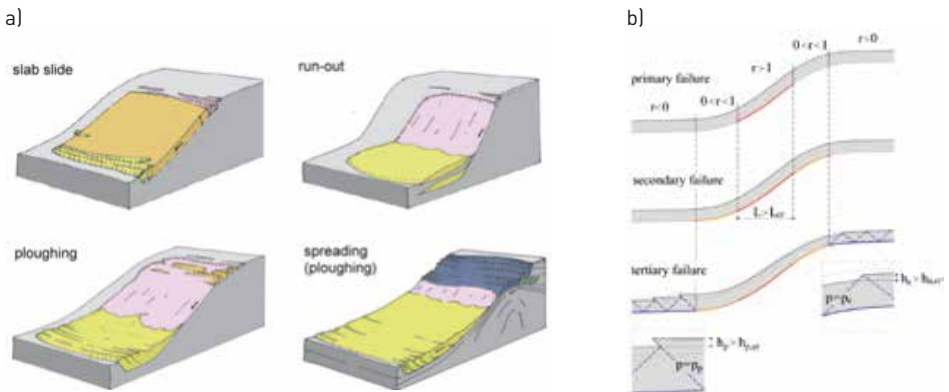 a)
slab slide
run-out
ploughing
spreading
(ploughing)
b)
r<0
0<r<1
r>1
primary failure
0<r<1
r<0
secondary failure
L>L
tertiary failure
p=pₚ